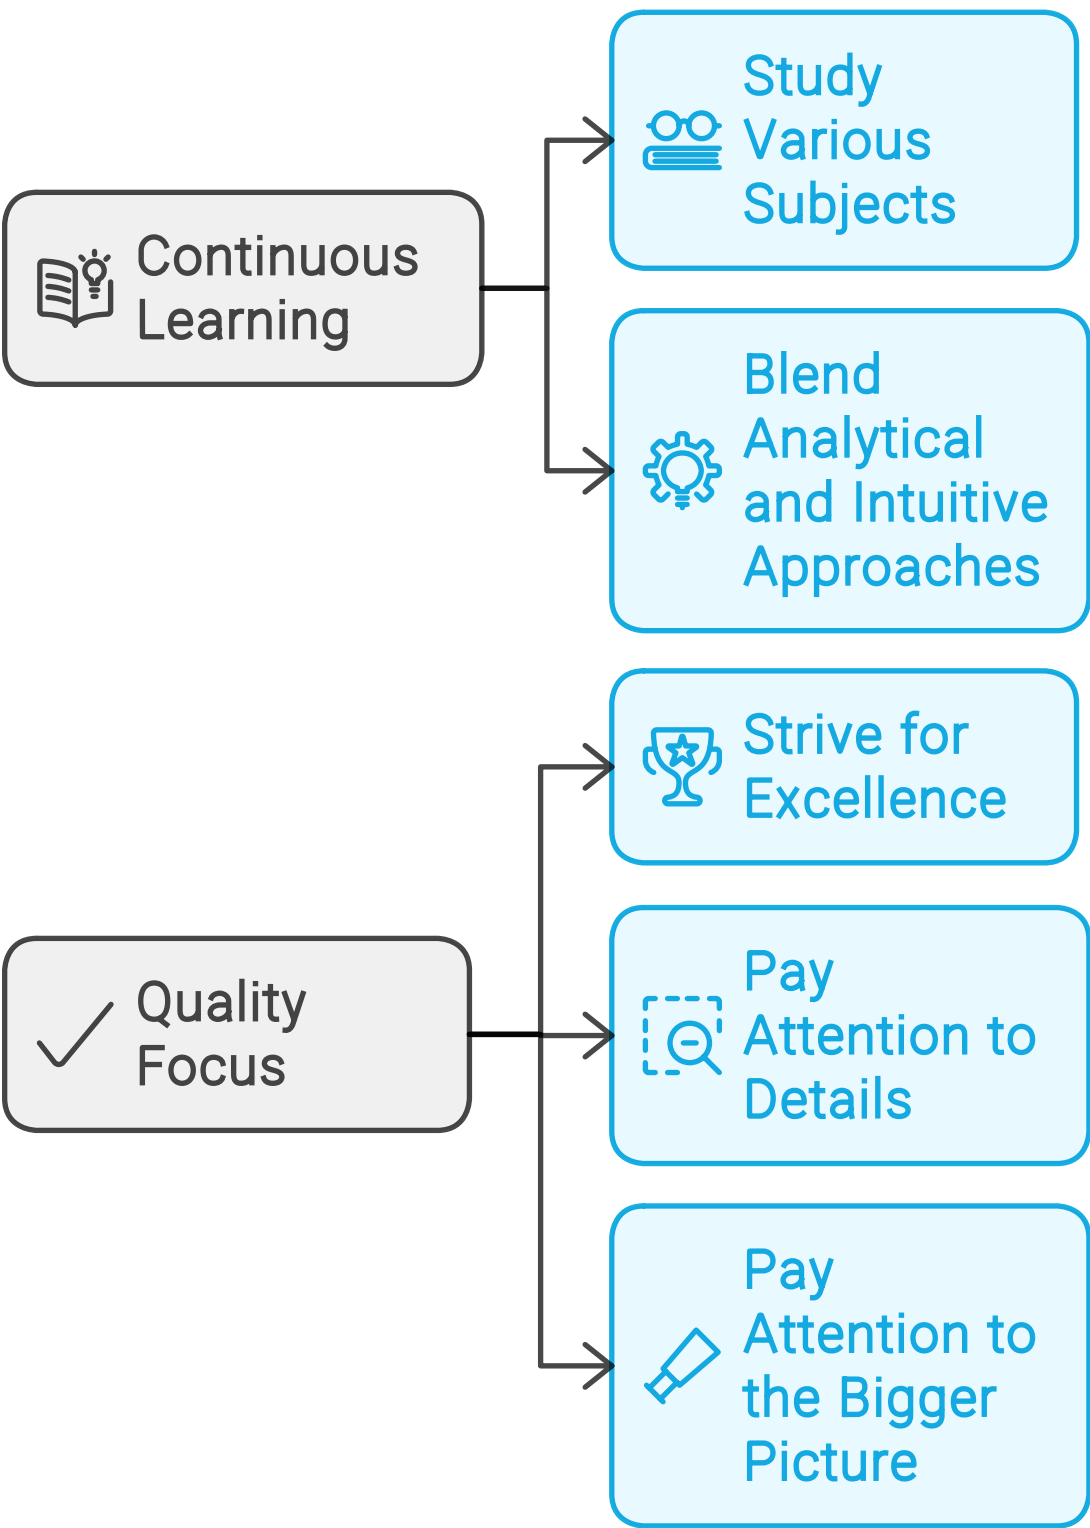 Continuous
Learning
Study
Various
Subjects
Blend
Analytical
and Intuitive
Approaches
Quality
Focus
Strive for
Excellence
Pay
Attention to
Details
Pay
Attention to
the Bigger
Picture